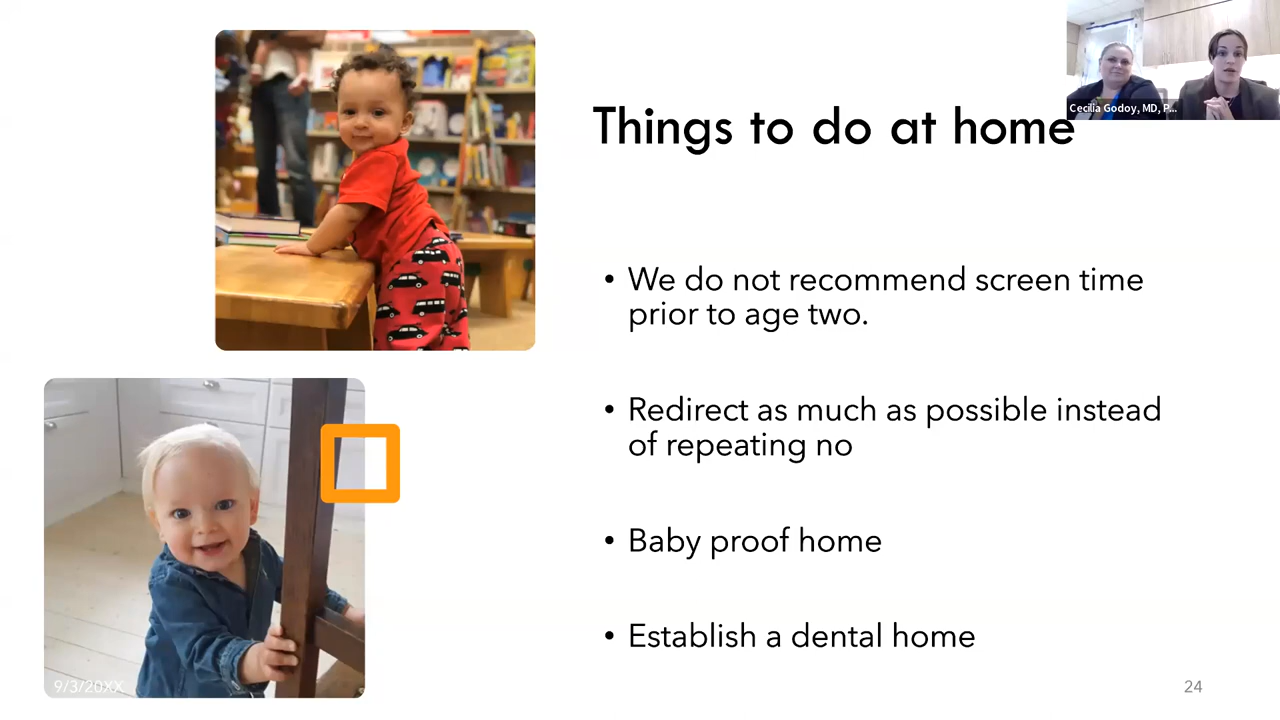 Cecilia Godoy, MD, P...
Things to do at home
• We do not recommend screen time
prior to age two.
• Redirect as much as possible instead
of repeating no
• Baby proof home
• Establish a dental home
9/3/20XX
24